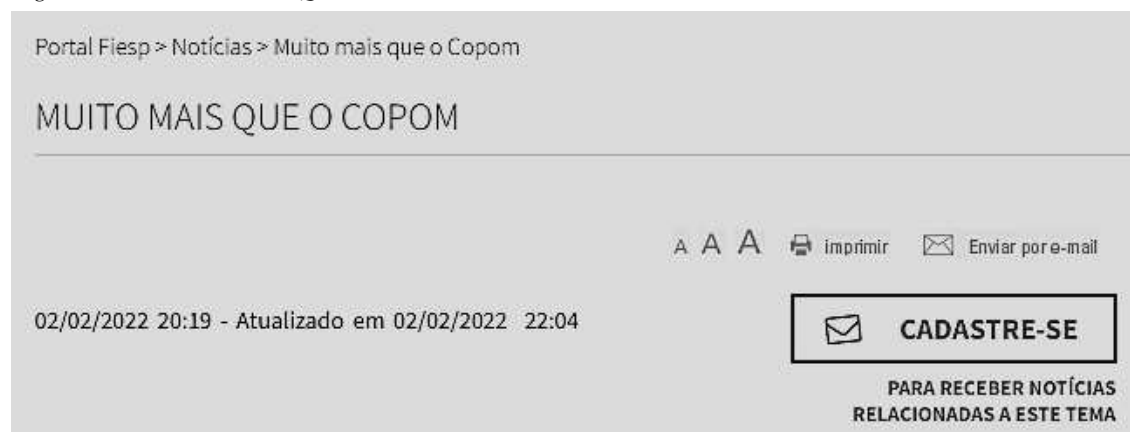 Portal Fiesp > Notícias > Muito mais que o Copom
MUITO MAIS QUE O COPOM
A A A imprimir Enviar por e-mail
02/02/2022 20:19 - Atualizado em 02/02/2022 22:04
CADASTRE-SE
PARA RECEBER NOTÍCIAS
RELACIONADAS A ESTE TEMA